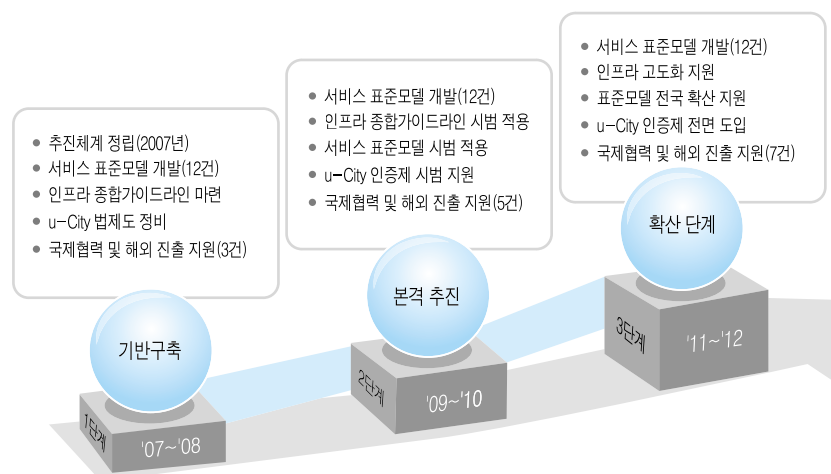 • 추진체계 정립(2007년)
• 서비스 표준모델 개발(12건)
• 인프라 종합가이드라인 마련
• u-City 법제도 정비
• 국제협력 및 해외 진출 지원(3건)
기반구축
1단계
'07~'08
• 서비스 표준모델 개발(12건)
• 인프라 종합가이드라인 시범 적용
• 서비스 표준모델 시범 적용
• u-City 인증제 시범 지원
• 국제협력 및 해외 진출 지원(5건)
본격 추진
2단계
'09~'10
• 서비스 표준모델 개발(12건)
• 인프라 고도화 지원
• 표준모델 전국 확산 지원
• u-City 인증제 전면 도입
• 국제협력 및 해외 진출 지원(7건)
확산 단계
3단계
'11~'12